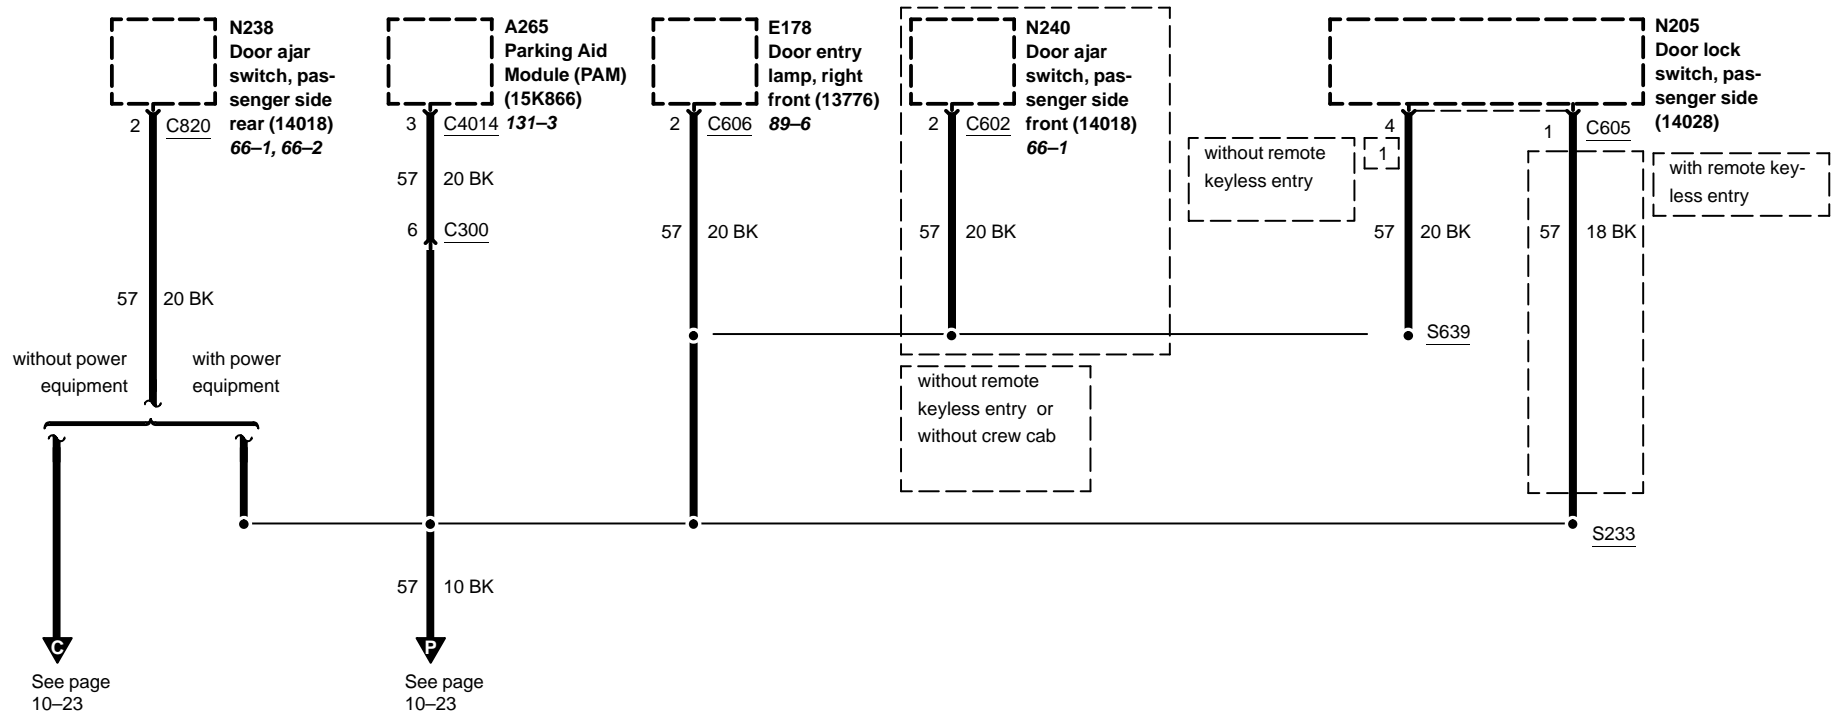 N238
Door ajar
switch, pas-
senger side
rear (14018)
66–1, 66–2
2
C820
57
20 BK
without power
equipment
with power
equipment
C
See page
10–23
A265
Parking Aid
Module (PAM)
(15K866)
131–3
3
C4014
57
20 BK
6
C300
57
10 BK
P
See page
10–23
E178
Door entry
lamp, right
front (13776)
89–6
2
C606
57
20 BK
N240
Door ajar
switch, pas-
senger side
front (14018)
66–1
2
C602
57
20 BK
without remote
keyless entry or
without crew cab
N205
Door lock
switch, pas-
senger side
(14028)
4
1
without remote
keyless entry
57
20 BK
S639
1
C605
with remote key-
less entry
57
18 BK
S233